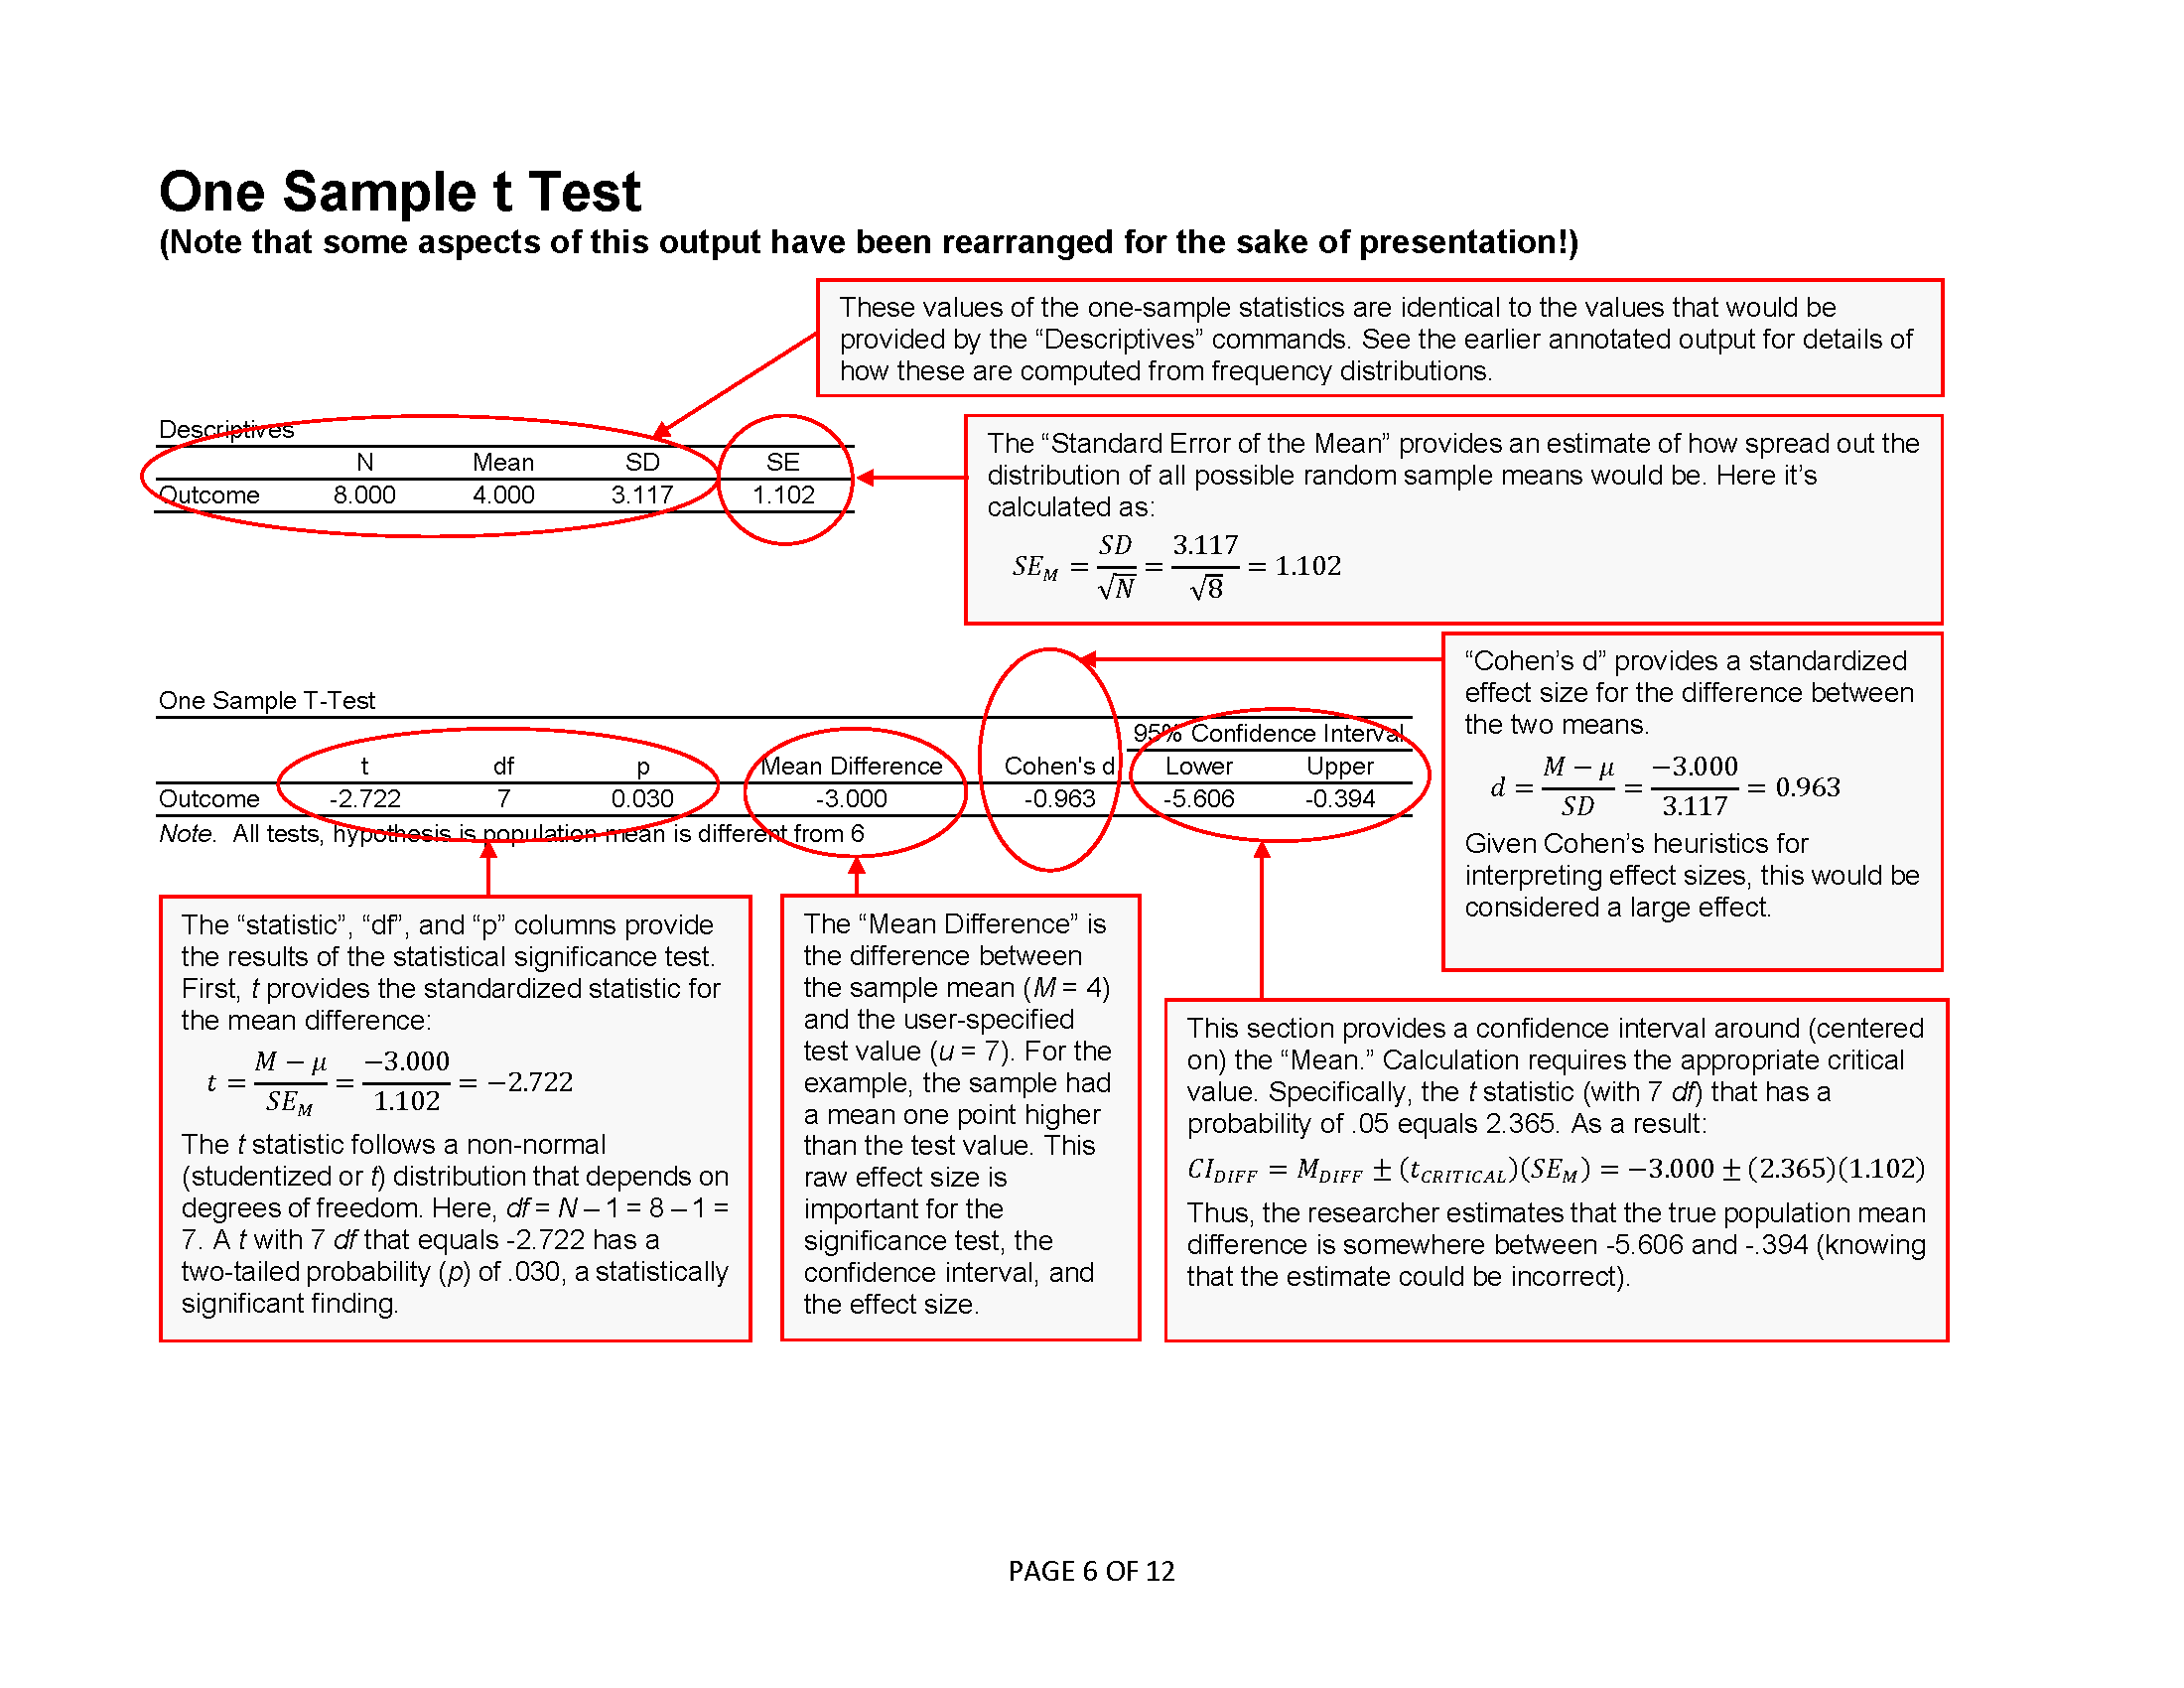 One Sample t Test
(Note that some aspects of this output have been rearranged for the sake of presentation!)
These values of the one-sample statistics are identical to the values that would be
provided by the “Descriptives” commands. See the earlier annotated output for details of
how these are computed from frequency distributions.
Descriptives
N Mean SD SE
Outcome 8.000 4.000 3.117 1.102
The “Standard Error of the Mean” provides an estimate of how spread out the
distribution of all possible random sample means would be. Here it’s
calculated as:
SE_M = SD/√N = 3.117/√8 = 1.102
One Sample T-Test
95% Confidence Interval
t df p Mean Difference Cohen's d Lower Upper
Outcome -2.722 7 0.030 -3.000 -0.963 -5.606 -0.394
Note. All tests, hypothesis is population mean is different from 6
“Cohen’s d” provides a standardized
effect size for the difference between
the two means.
d = (M − μ)/SD = −3.000/3.117 = 0.963
Given Cohen’s heuristics for
interpreting effect sizes, this would be
considered a large effect.
The “statistic”, “df”, and “p” columns provide
the results of the statistical significance test.
First, t provides the standardized statistic for
the mean difference:
t = (M − μ)/SE_M = −3.000/1.102 = −2.722
The t statistic follows a non-normal
(studentized or t) distribution that depends on
degrees of freedom. Here, df = N – 1 = 8 – 1 =
7. A t with 7 df that equals -2.722 has a
two-tailed probability (p) of .030, a statistically
significant finding.
The “Mean Difference” is
the difference between
the sample mean (M = 4)
and the user-specified
test value (u = 7). For the
example, the sample had
a mean one point higher
than the test value. This
raw effect size is
important for the
significance test, the
confidence interval, and
the effect size.
This section provides a confidence interval around (centered
on) the “Mean.” Calculation requires the appropriate critical
value. Specifically, the t statistic (with 7 df) that has a
probability of .05 equals 2.365. As a result:
CI_DIFF = M_DIFF ± (t_CRITICAL)(SE_M) = −3.000 ± (2.365)(1.102)
Thus, the researcher estimates that the true population mean
difference is somewhere between -5.606 and -.394 (knowing
that the estimate could be incorrect).
PAGE 6 OF 12